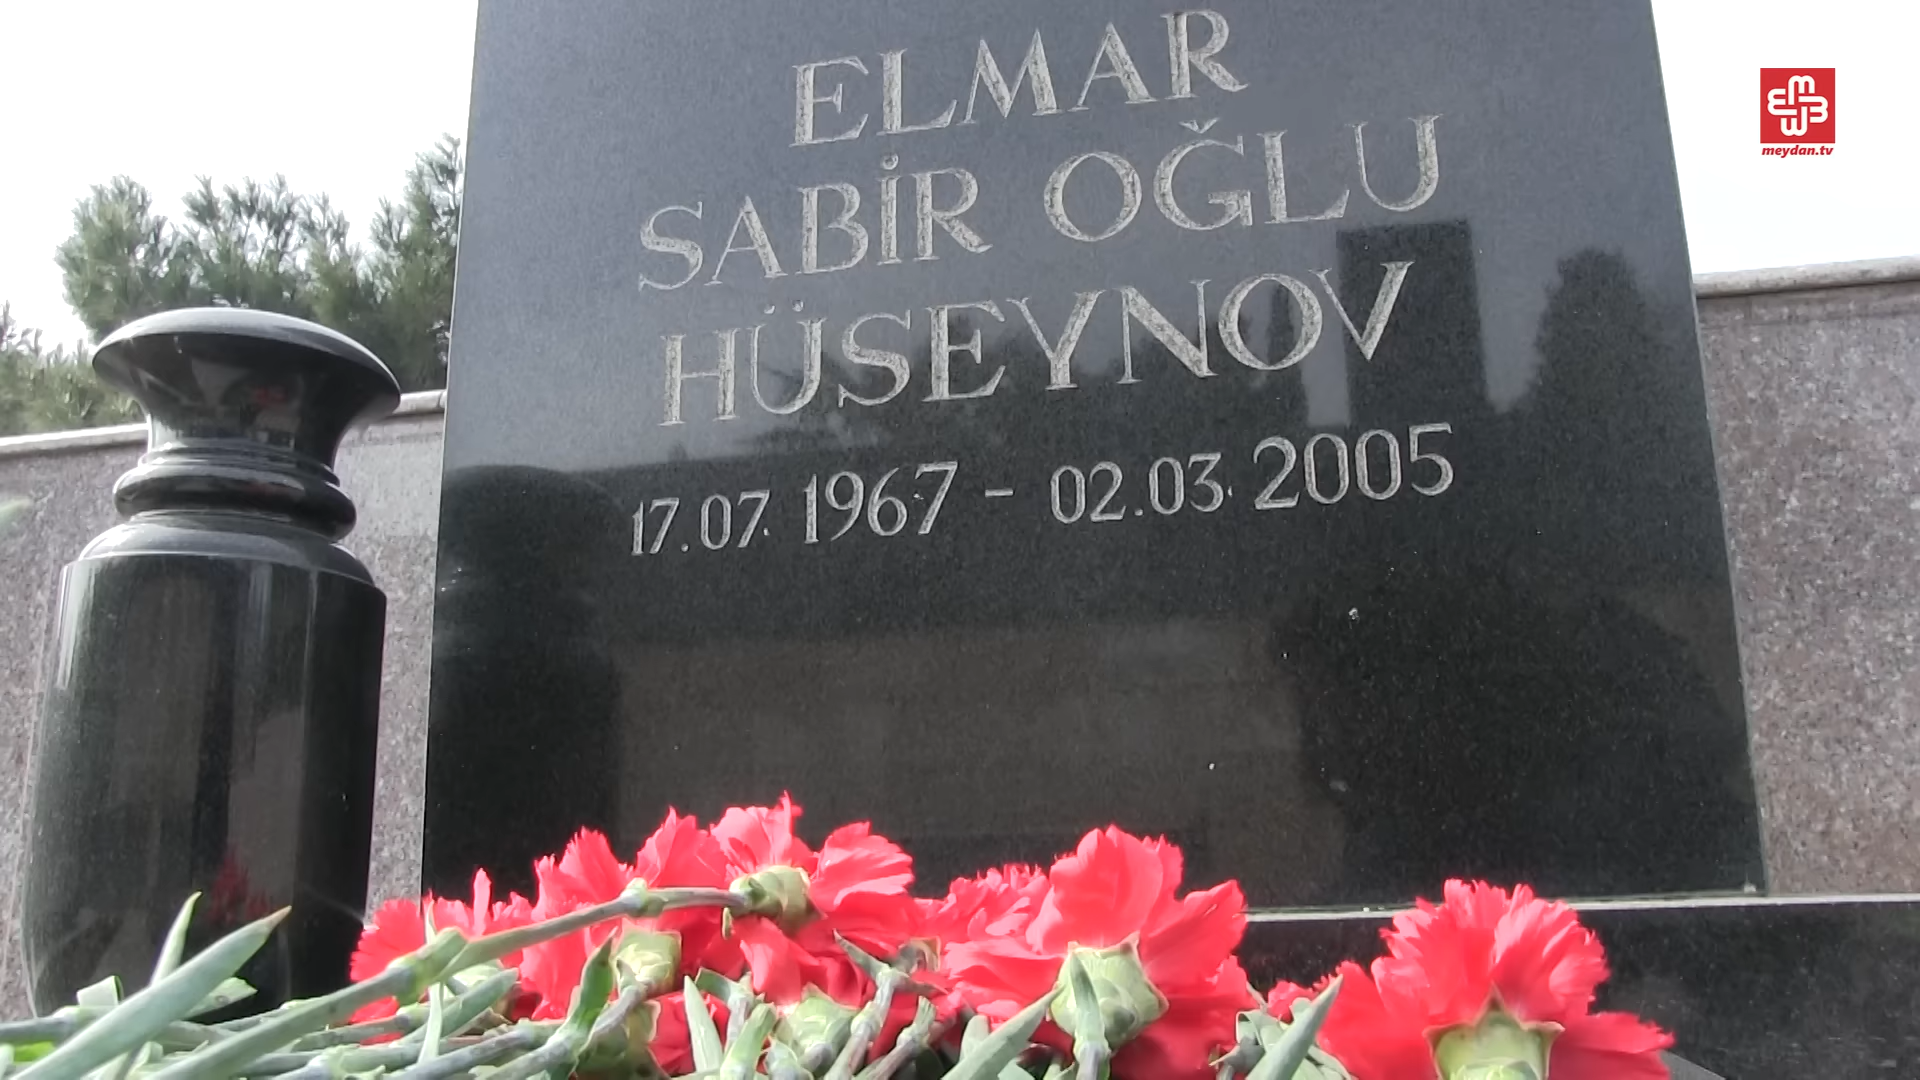 ELMAR
SABİR OĞLU
HÜSEYNOV
17.07.1967 - 02.03.2005
meydan.tv